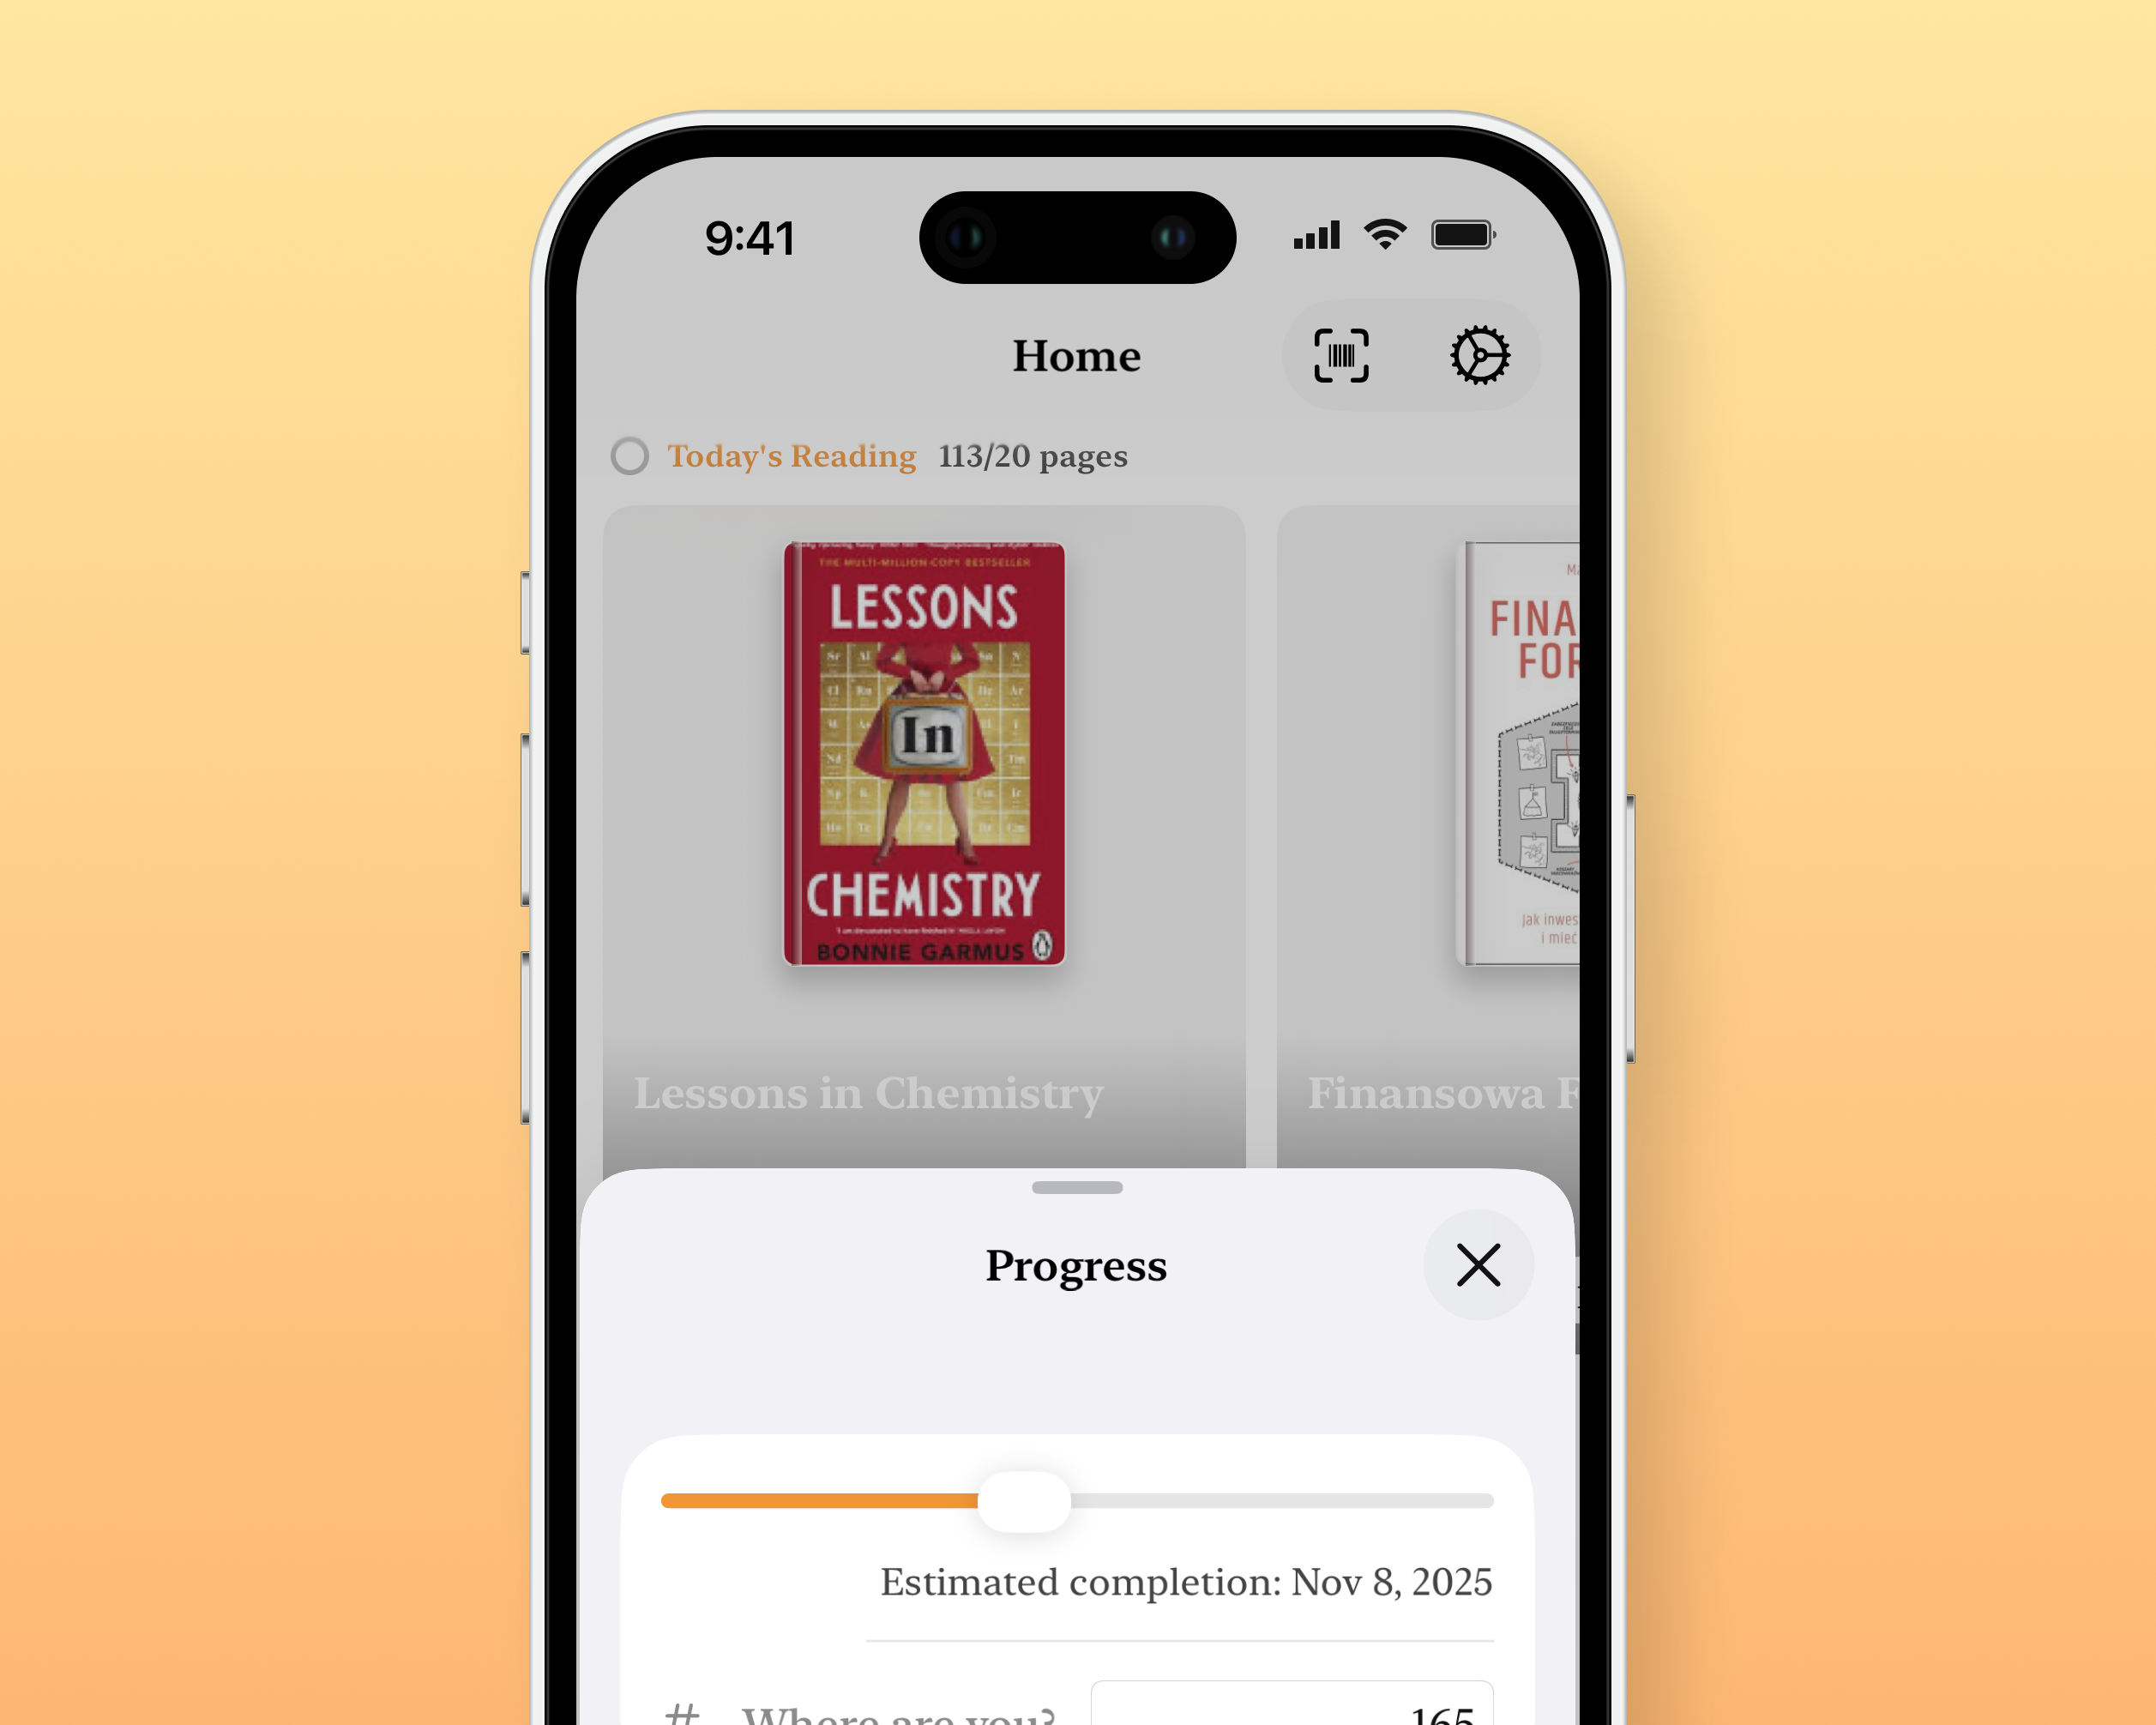 9:41
Home
Today's Reading 113/20 pages
THE MULTI-MILLION-COPY BESTSELLER
LESSONS
In
CHEMISTRY
BONNIE GARMUS
FINA
FOR
Jak inwes
i mieć
Lessons in Chemistry
Finansowa F
Progress
Estimated completion: Nov 8, 2025
# Where are you? 165